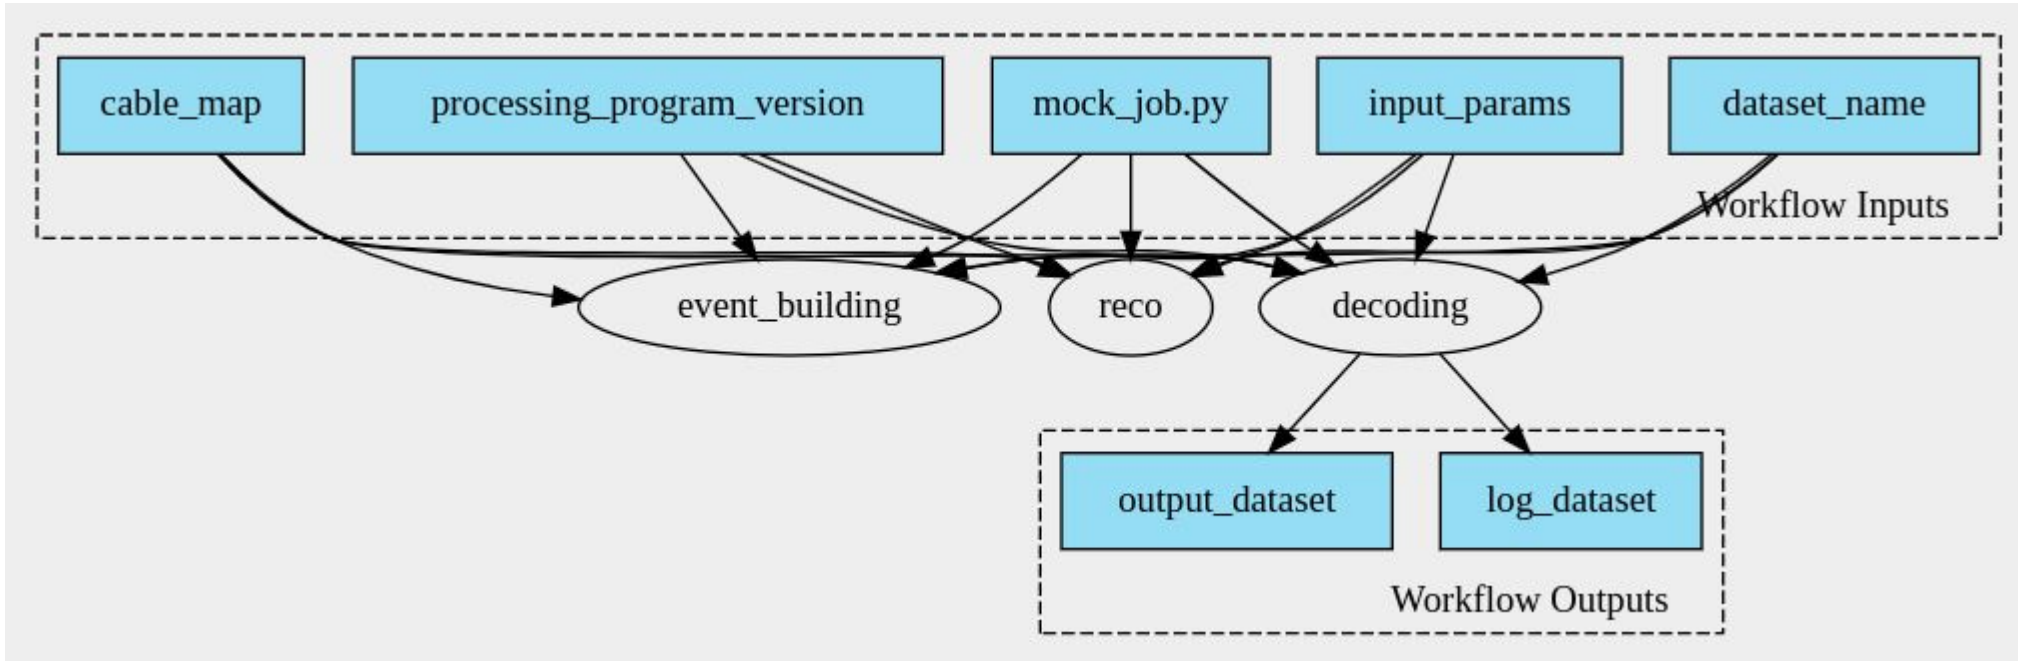 cable_map
processing_program_version
mock_job.py
input_params
dataset_name
Workflow Inputs
event_building
reco
decoding
output_dataset
log_dataset
Workflow Outputs